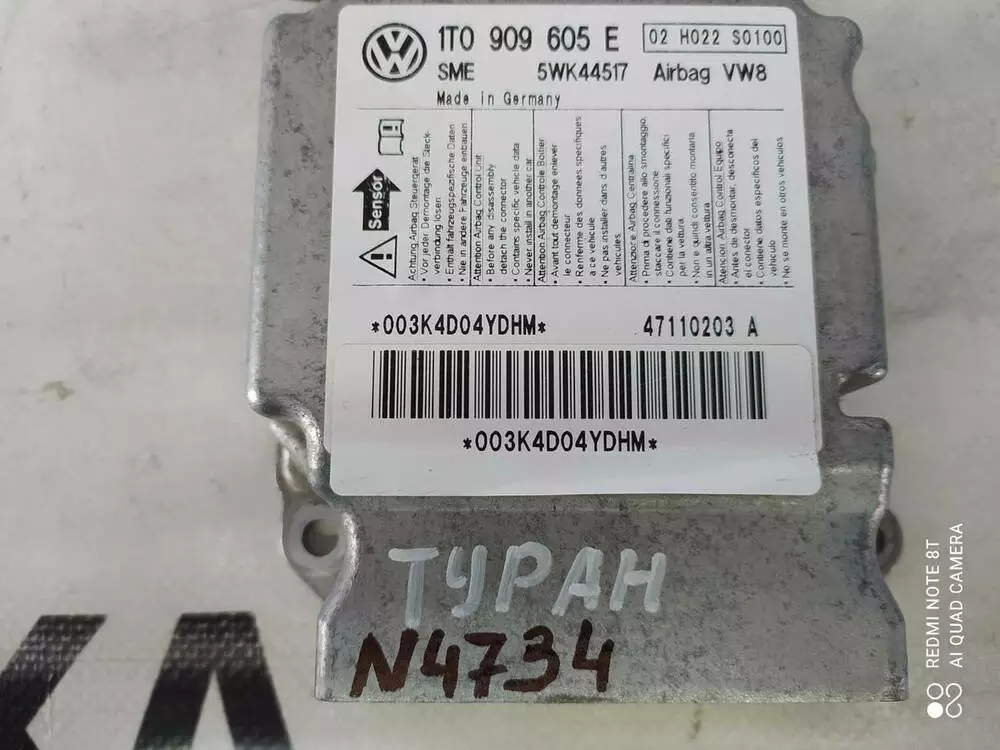 1T0 909 605 E
02 H022 S0100
SME 5WK44517 Airbag VW8
Made in Germany
Sensor
Achtung Airbag Steuergerät
• Vor jeder Demontage die Steck-
verbindung lösen
• Enthält fahrzeugspezifische Daten
• Nie in andere Fahrzeuge einbauen
Attention Airbag Control Unit
• Before any disassembly
detach the connector
• Contains specific vehicle data
• Never install in another car
Attention Airbag Controle Boitier
• Avant tout demontage enlever
le connecteur
• Renferme des donnees specifiques
a ce vehicule
• Ne pas installer dans d'autres
vehicules
Attenzione Airbag Centralina
• Prima di procedere allo smontaggio,
staccare il connessione
• Contiene dati funzionali specifici
per la vettura
• Non e quindi consentito montarla
in un altra vettura
Atencion Airbag Control Equipo
• Antes de desmontar, desconecta
el conector
• Contiene datos especificos del
vehiculo
• No se monte en otros vehiculos
*003K4D04YDHM* 47110203 A
*003K4D04YDHM*
ТУРАН
N4734
REDMI NOTE 8T
AI QUAD CAMERA